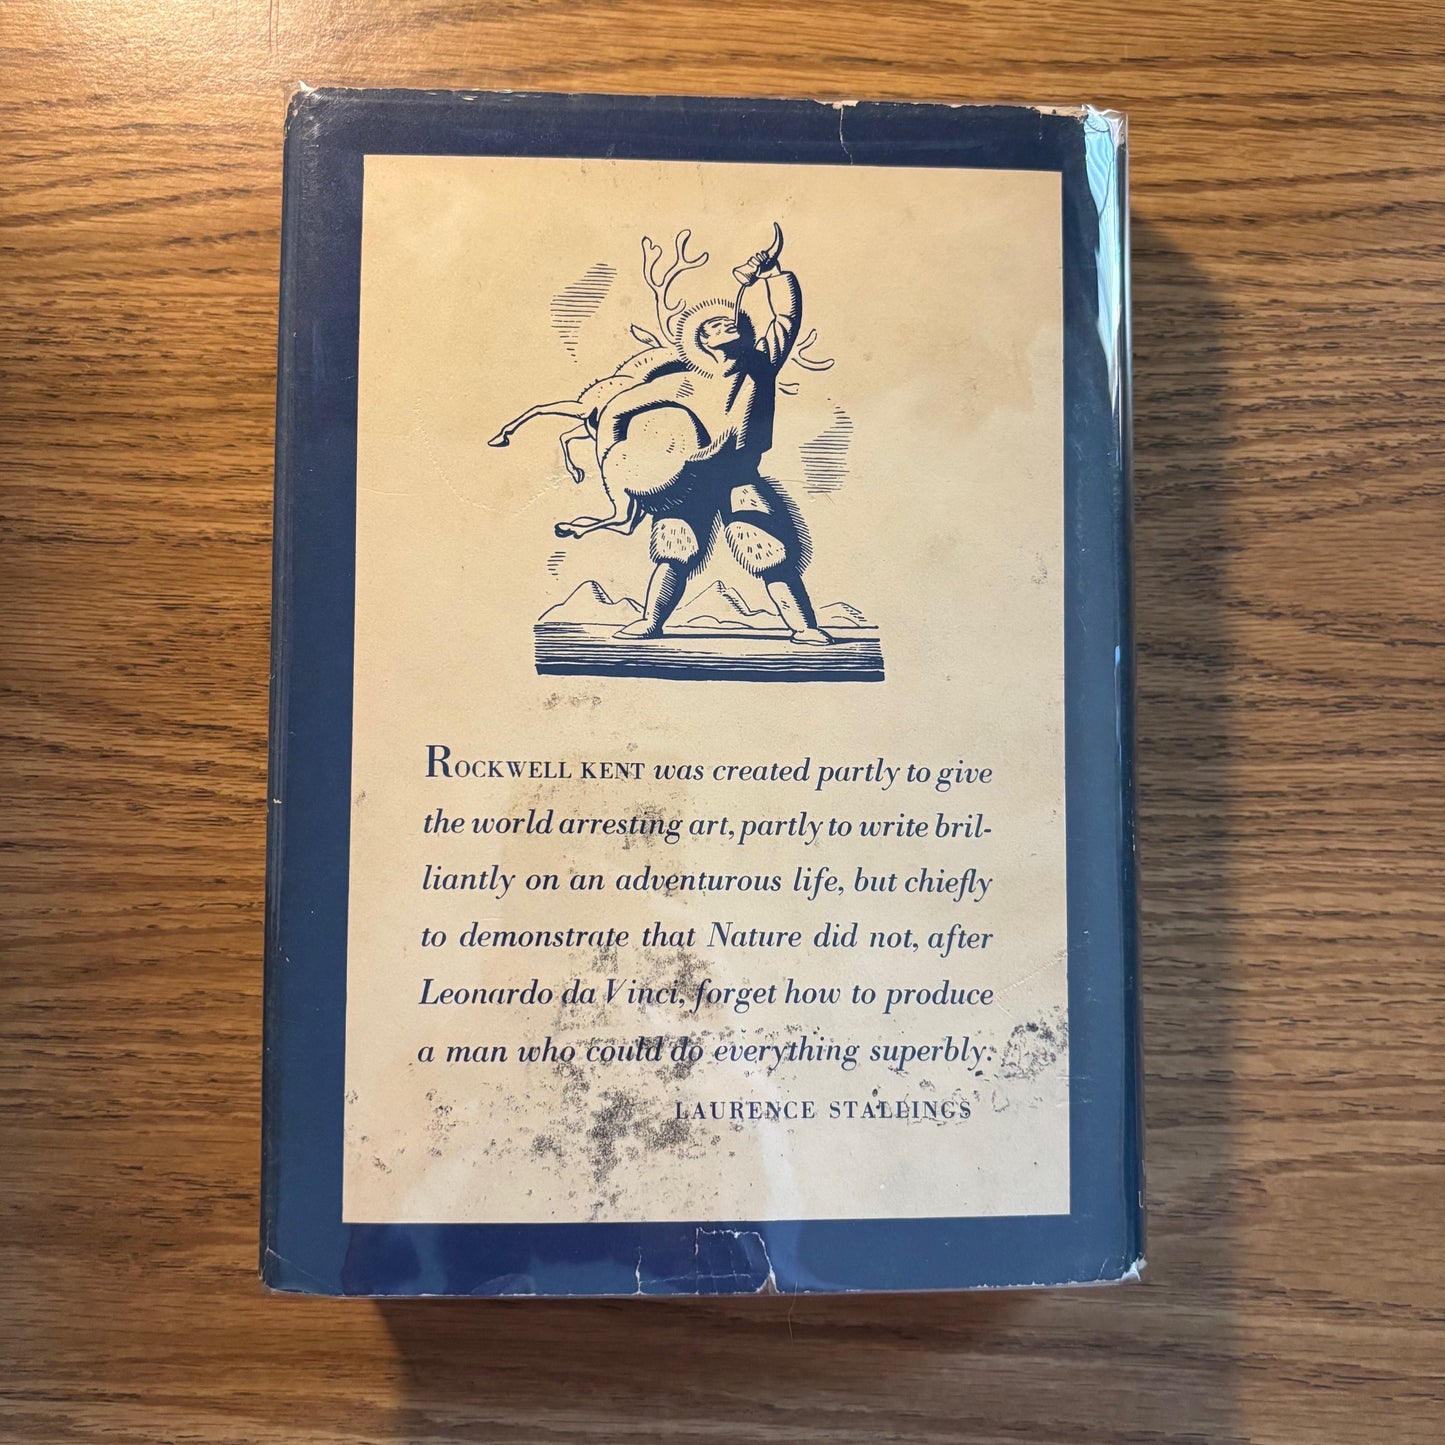 ROCKWELL KENT was created partly to give
the world arresting art, partly to write bril-
liantly on an adventurous life, but chiefly
to demonstrate that Nature did not, after
Leonardo da Vinci, forget how to produce
a man who could do everything superbly.
LAURENCE STALLINGS